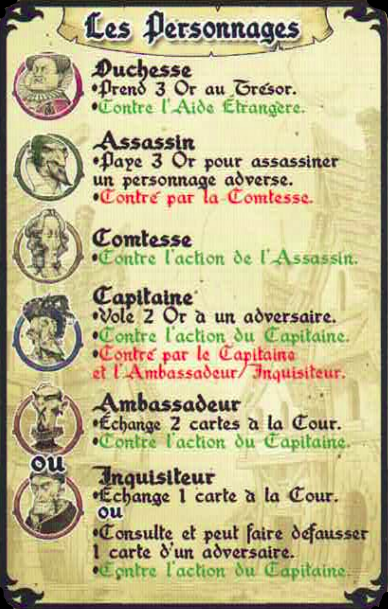 Les Personnages
Duchesse
•Prend 3 Or au Trésor.
•Contre l'Aide Étrangère.
Assassin
•Paye 3 Or pour assassiner
un personnage adverse.
•Contré par la Comtesse.
Comtesse
•Contre l'action de l'Assassin.
Capitaine
•Vole 2 Or à un adversaire.
•Contre l'action du Capitaine.
•Contré par le Capitaine
et l'Ambassadeur/Inquisiteur.
Ambassadeur
•Échange 2 cartes à la Cour.
•Contre l'action du Capitaine.
OU
Inquisiteur
•Échange 1 carte à la Cour.
ou
•Consulte et peut faire défausser
1 carte d'un adversaire.
•Contre l'action du Capitaine.